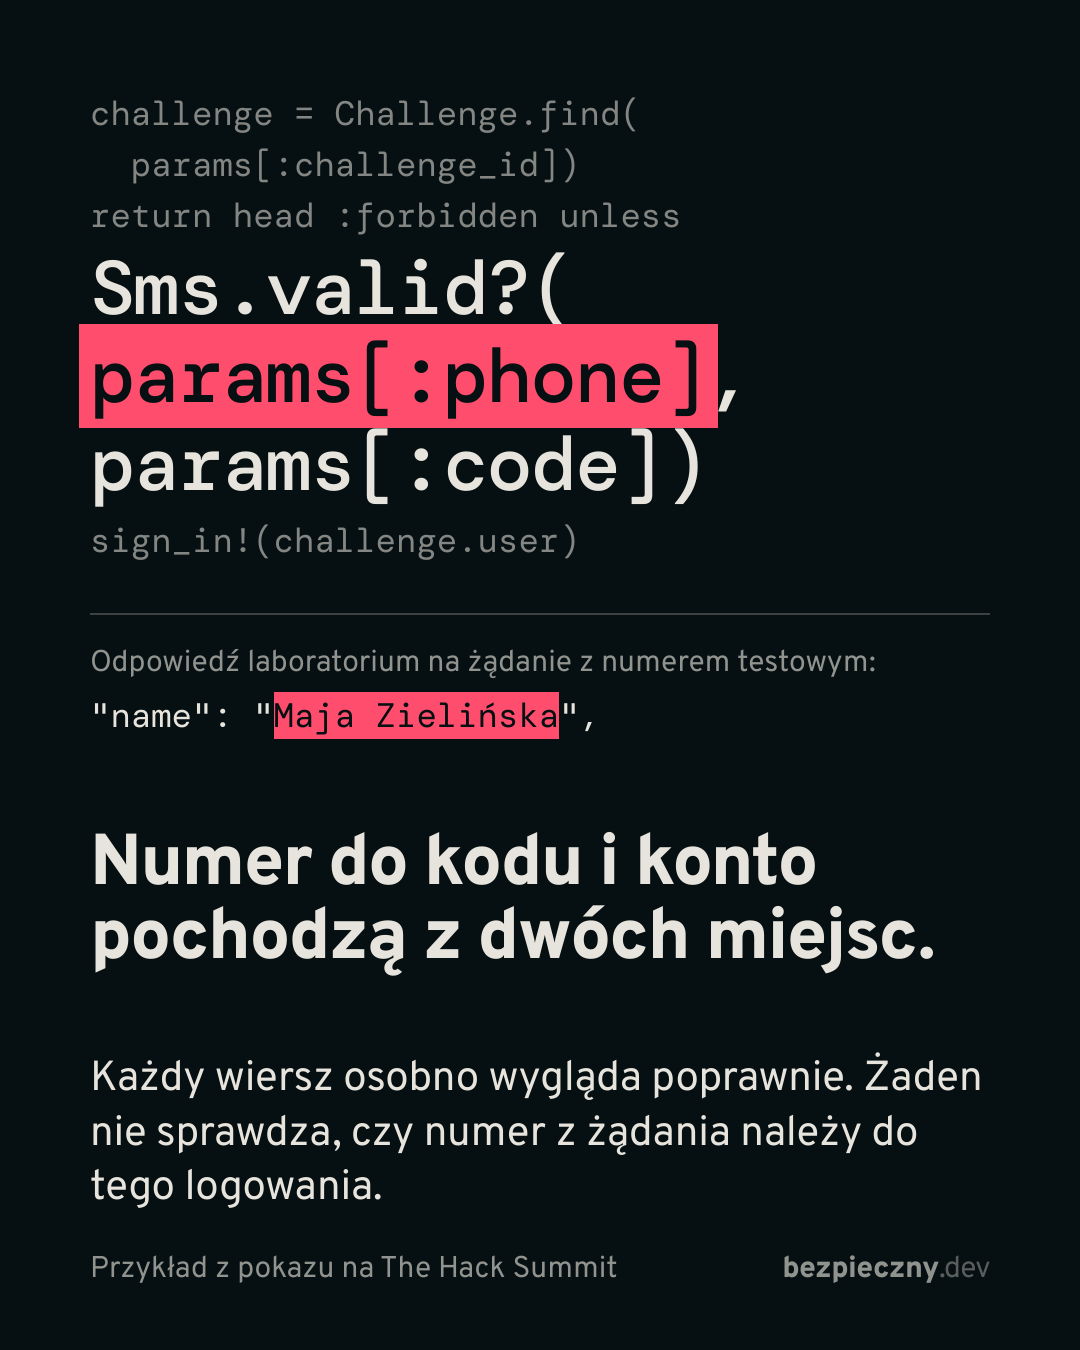 challenge = Challenge.find(
  params[:challenge_id])
return head :forbidden unless
Sms.valid?(
params[:phone],
params[:code])
sign_in!(challenge.user)
Odpowiedź laboratorium na żądanie z numerem testowym:
"name": "Maja Zielińska",
Numer do kodu i konto
pochodzą z dwóch miejsc.
Każdy wiersz osobno wygląda poprawnie. Żaden
nie sprawdza, czy numer z żądania należy do
tego logowania.
Przykład z pokazu na The Hack Summit
bezpieczny.dev